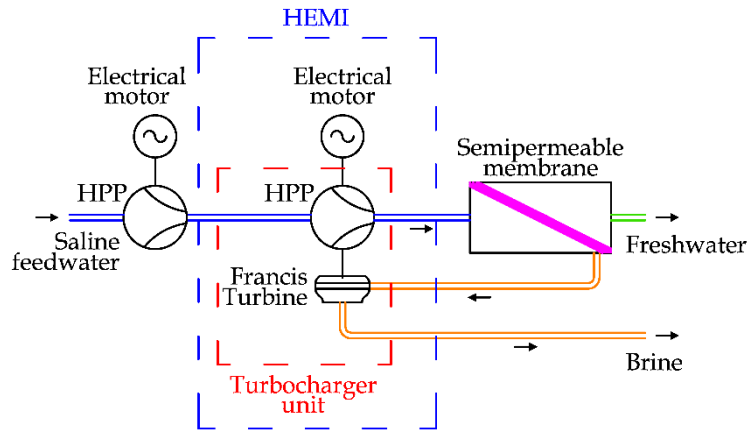 HEMI
Electrical
motor
Electrical
motor
HPP
HPP
Semipermeable
membrane
Saline
feedwater
Freshwater
Francis
Turbine
Brine
Turbocharger
unit